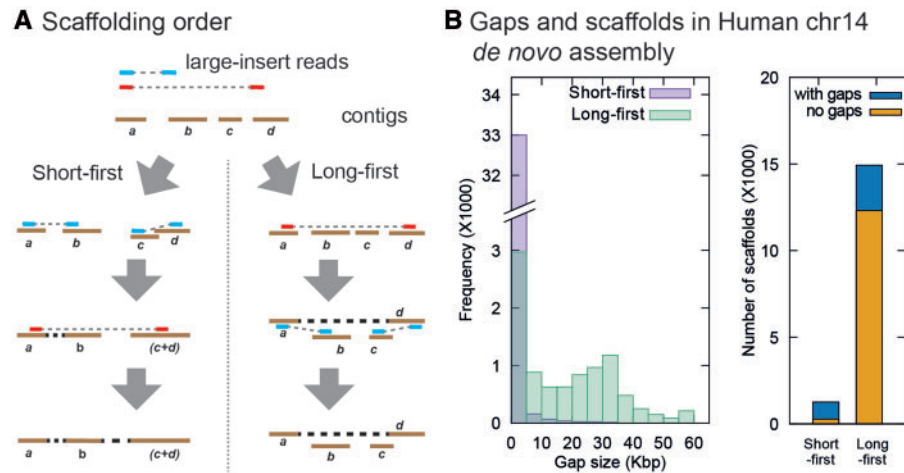 A Scaffolding order
large-insert reads
contigs
a b c d
Short-first
Long-first
a b c d
a b c d
a b (c+d)
d
a
b c
a b (c+d)
d
a
b c
B Gaps and scaffolds in Human chr14
de novo assembly
Short-first
Long-first
Frequency (X1000)
34
33
32
3
2
1
0
0 10 20 30 40 50 60
Gap size (Kbp)
with gaps
no gaps
Number of scaffolds (X1000)
20
15
10
5
0
Short
-first
Long
-first